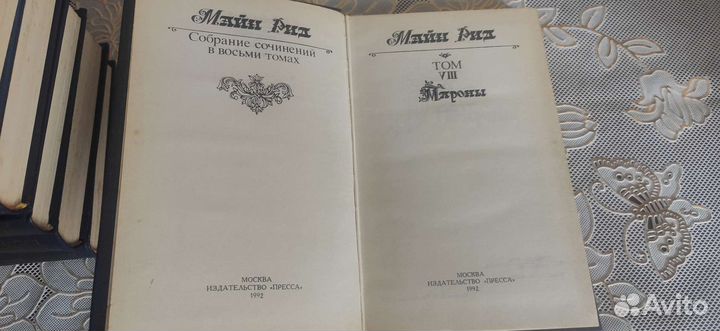 Майн Рид
Собрание сочинений
в восьми томах
МОСКВА
ИЗДАТЕЛЬСТВО «ПРЕССА»
1992
Майн Рид
ТОМ
VIII
Мароны
МОСКВА
ИЗДАТЕЛЬСТВО «ПРЕССА»
1992
Avito